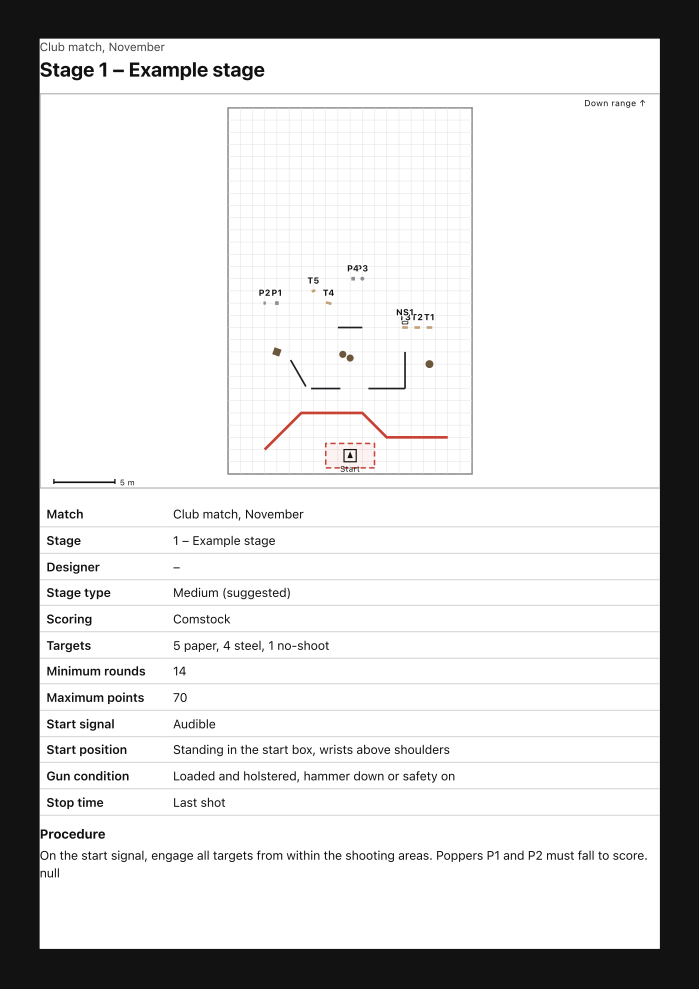 Club match, November
Stage 1 – Example stage
Down range ↑
P4 P3
T5
P2 P1
T4
NS1
T3 T2 T1
Start
5 m
Match Club match, November
Stage 1 – Example stage
Designer –
Stage type Medium (suggested)
Scoring Comstock
Targets 5 paper, 4 steel, 1 no-shoot
Minimum rounds 14
Maximum points 70
Start signal Audible
Start position Standing in the start box, wrists above shoulders
Gun condition Loaded and holstered, hammer down or safety on
Stop time Last shot
Procedure
On the start signal, engage all targets from within the shooting areas. Poppers P1 and P2 must fall to score.
null